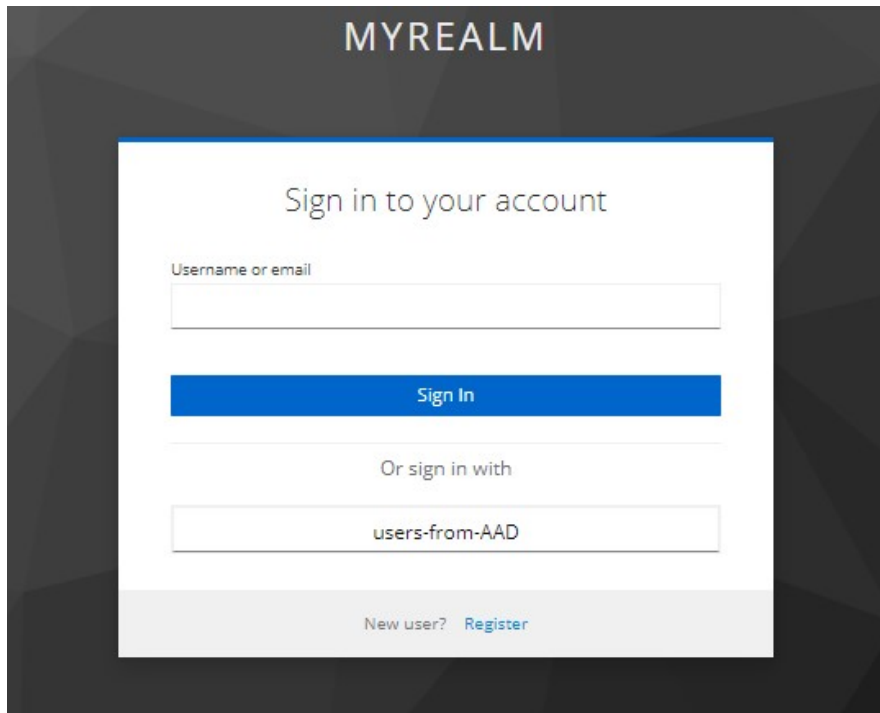 MYREALM
Sign in to your account
Username or email
Sign In
Or sign in with
users-from-AAD
New user? Register